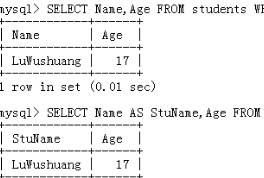 mysql> SELECT Name,Age FROM students
+------------+------+
| Name       | Age  |
+------------+------+
| LuWushuang |   17 |
+------------+------+
1 row in set (0.01 sec)
mysql> SELECT Name AS StuName,Age FROM
+------------+------+
| StuName    | Age  |
+------------+------+
| LuWushuang |   17 |